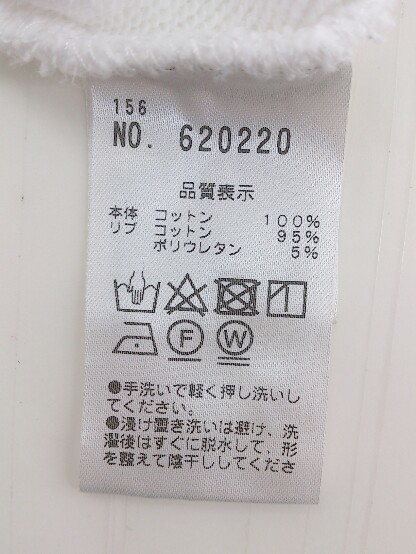 156
NO. 620220
品質表示
本体 コットン 100%
リブ コットン 95%
ポリウレタン 5%
F W
●手洗いで軽く押し洗いし
てください。
●浸け置き洗いは避け、洗
濯後はすぐに脱水して、形
を整えて陰干ししてくださ